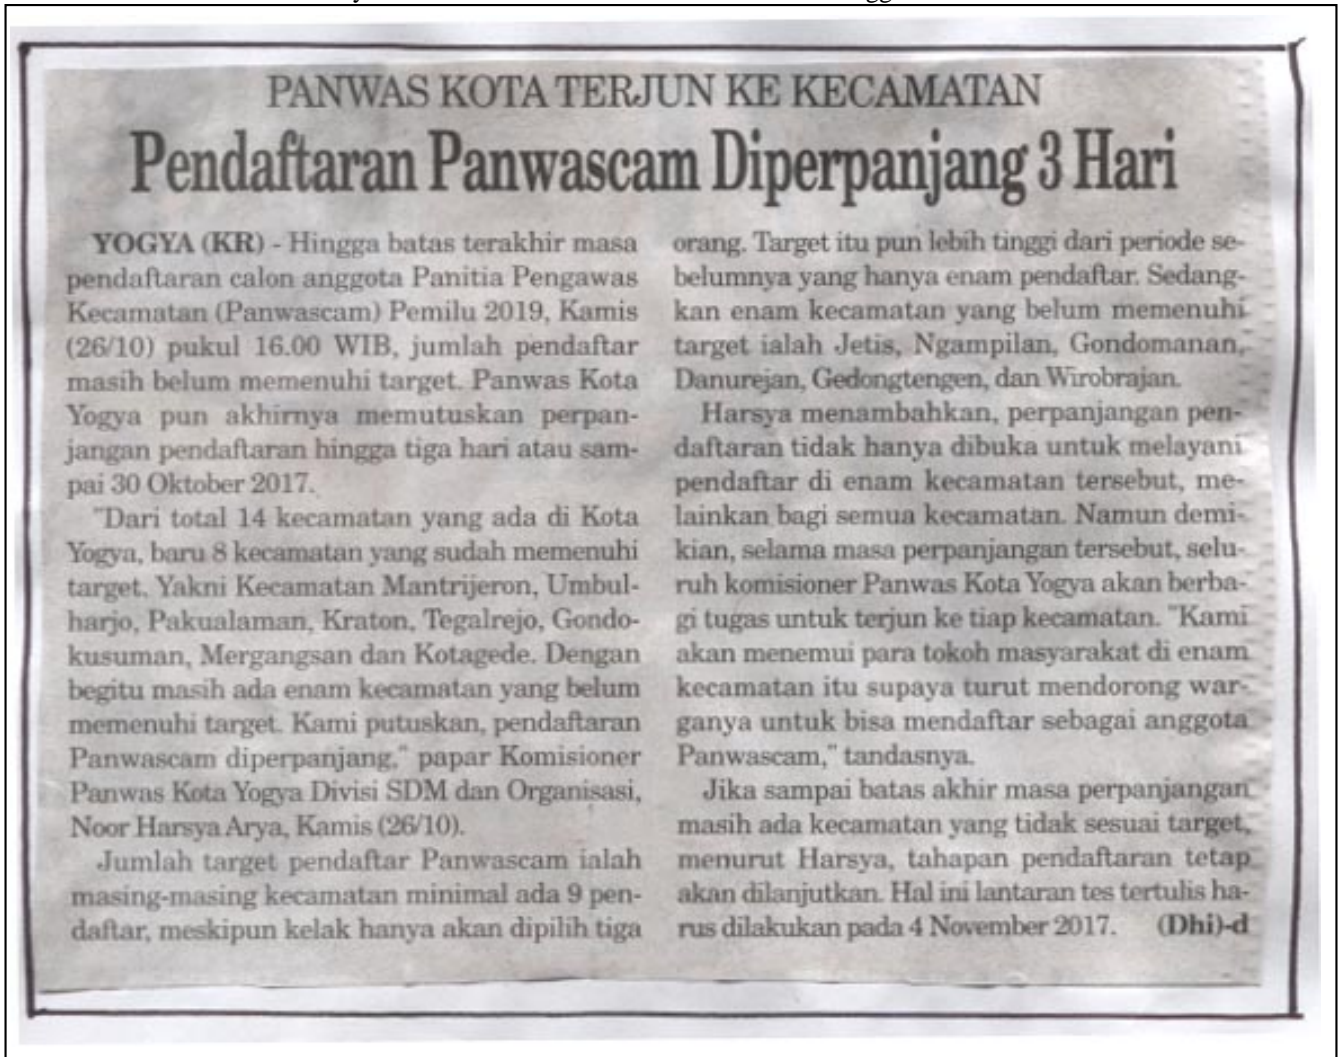 PANWAS KOTA TERJUN KE KECAMATAN
Pendaftaran Panwascam Diperpanjang 3 Hari
YOGYA (KR) - Hingga batas terakhir masa
pendaftaran calon anggota Panitia Pengawas
Kecamatan (Panwascam) Pemilu 2019, Kamis
(26/10) pukul 16.00 WIB, jumlah pendaftar
masih belum memenuhi target. Panwas Kota
Yogya pun akhirnya memutuskan perpan-
jangan pendaftaran hingga tiga hari atau sam-
pai 30 Oktober 2017.
"Dari total 14 kecamatan yang ada di Kota
Yogya, baru 8 kecamatan yang sudah memenuhi
target. Yakni Kecamatan Mantrijeron, Umbul-
harjo, Pakualaman, Kraton, Tegalrejo, Gondo-
kusuman, Mergangsan dan Kotagede. Dengan
begitu masih ada enam kecamatan yang belum
memenuhi target. Kami putuskan, pendaftaran
Panwascam diperpanjang," papar Komisioner
Panwas Kota Yogya Divisi SDM dan Organisasi,
Noor Harsya Arya, Kamis (26/10).
Jumlah target pendaftar Panwascam ialah
masing-masing kecamatan minimal ada 9 pen-
daftar, meskipun kelak hanya akan dipilih tiga
orang. Target itu pun lebih tinggi dari periode se-
belumnya yang hanya enam pendaftar. Sedang-
kan enam kecamatan yang belum memenuhi
target ialah Jetis, Ngampilan, Gondomanan,
Danurejan, Gedongtengen, dan Wirobrajan.
Harsya menambahkan, perpanjangan pen-
daftaran tidak hanya dibuka untuk melayani
pendaftar di enam kecamatan tersebut, me-
lainkan bagi semua kecamatan. Namun demi-
kian, selama masa perpanjangan tersebut, selu-
ruh komisioner Panwas Kota Yogya akan berba-
gi tugas untuk terjun ke tiap kecamatan. "Kami
akan menemui para tokoh masyarakat di enam
kecamatan itu supaya turut mendorong war-
ganya untuk bisa mendaftar sebagai anggota
Panwascam," tandasnya.
Jika sampai batas akhir masa perpanjangan
masih ada kecamatan yang tidak sesuai target,
menurut Harsya, tahapan pendaftaran tetap
akan dilanjutkan. Hal ini lantaran tes tertulis ha-
rus dilakukan pada 4 November 2017. (Dhi)-d